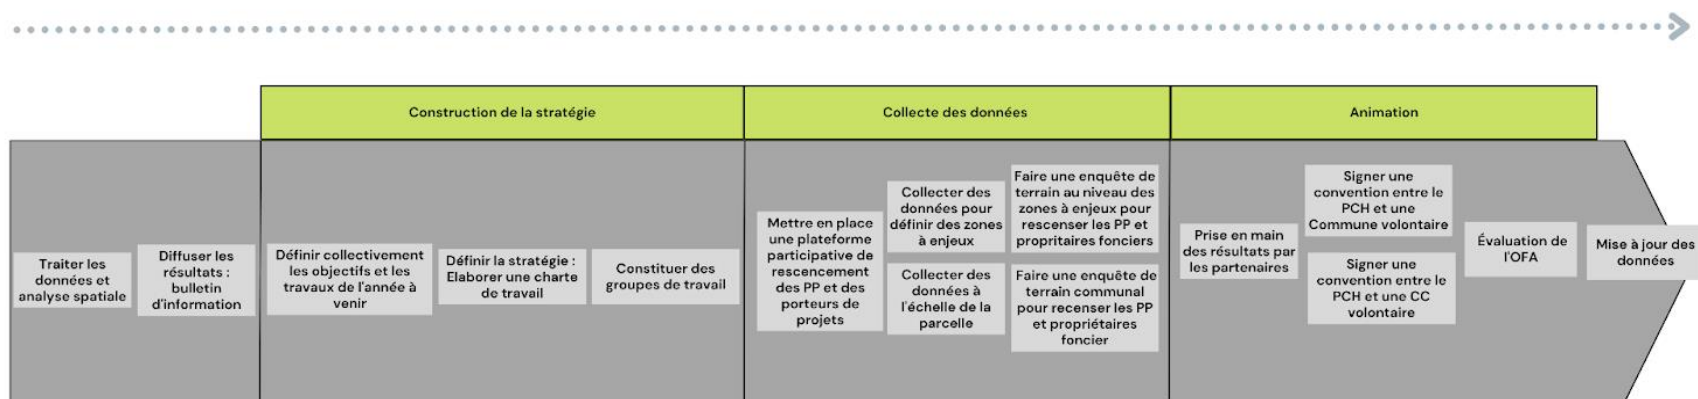 Construction de la stratégie
Collecte des données
Animation
Traiter les
données et
analyse spatiale
Diffuser les
résultats :
bulletin
d'information
Définir collectivement
les objectifs et les
travaux de l'année à
venir
Définir la stratégie :
Elaborer une charte
de travail
Constituer des
groupes de travail
Mettre en place
une plateforme
participative de
rescencement
des PP et des
porteurs de
projets
Collecter des
données pour
définir des zones
à enjeux
Collecter des
données à
l'échelle de la
parcelle
Faire une enquête de
terrain au niveau des
zones à enjeux pour
rescenser les PP et
propritaires fonciers
Faire une enquête de
terrain communal
pour recenser les PP
et propriétaires
foncier
Prise en main
des résultats par
les partenaires
Signer une
convention entre le
PCH et une
Commune volontaire
Signer une
convention entre le
PCH et une CC
volontaire
Évaluation de
l'OFA
Mise à jour des
données